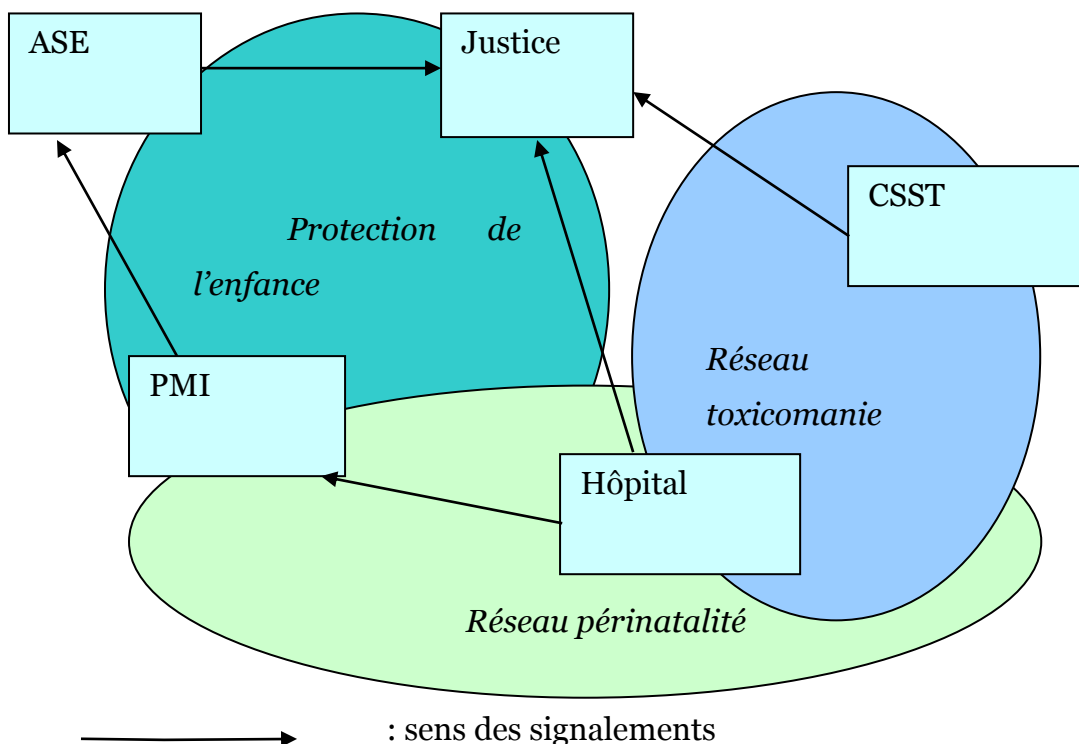 ASE
Justice
CSST
Protection de
l’enfance
Réseau
toxicomanie
PMI
Hôpital
Réseau périnatalité
: sens des signalements